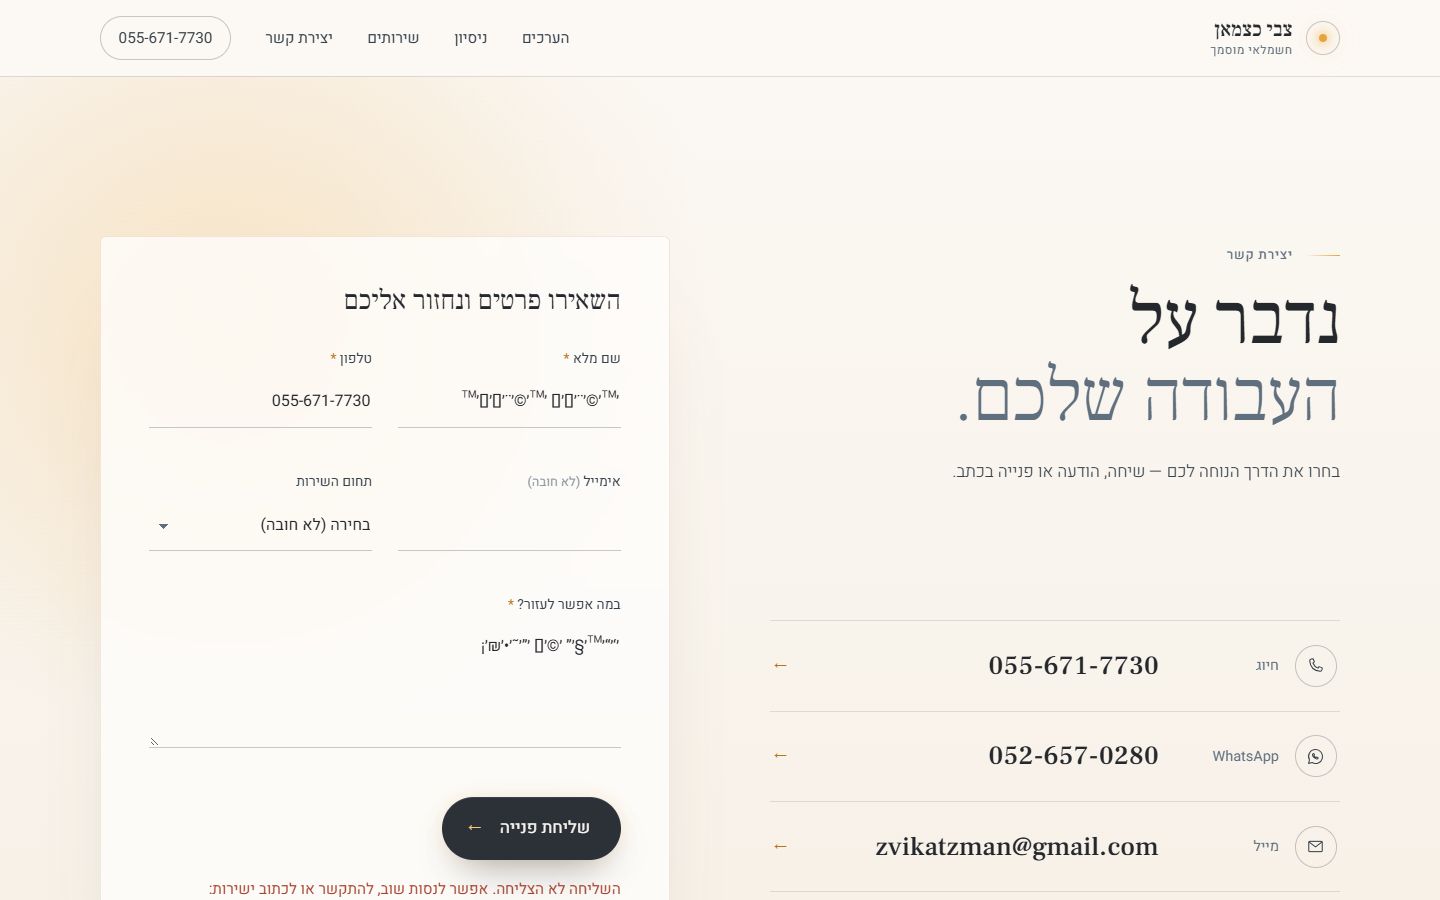 צבי כצמאן
חשמלאי מוסמך
הערכים
ניסיון
שירותים
יצירת קשר
055-671-7730
יצירת קשר
נדבר על
העבודה שלכם.
בחרו את הדרך הנוחה לכם — שיחה, הודעה או פנייה בכתב.
חיוג
055-671-7730
←
WhatsApp
052-657-0280
←
מייל
zvikatzman@gmail.com
←
השאירו פרטים ונחזור אליכם
שם מלא *
טלפון *
055-671-7730
אימייל (לא חובה)
תחום השירות
בחירה (לא חובה)
במה אפשר לעזור? *
שליחת פנייה ←
השליחה לא הצליחה. אפשר לנסות שוב, להתקשר או לכתוב ישירות: